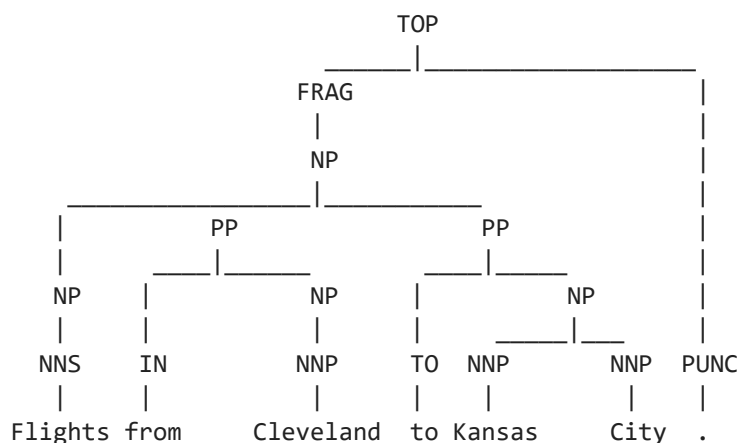 TOP
FRAG
NP
PP PP
NP NP NP
NNS IN NNP TO NNP NNP PUNC
Flights from Cleveland to Kansas City .